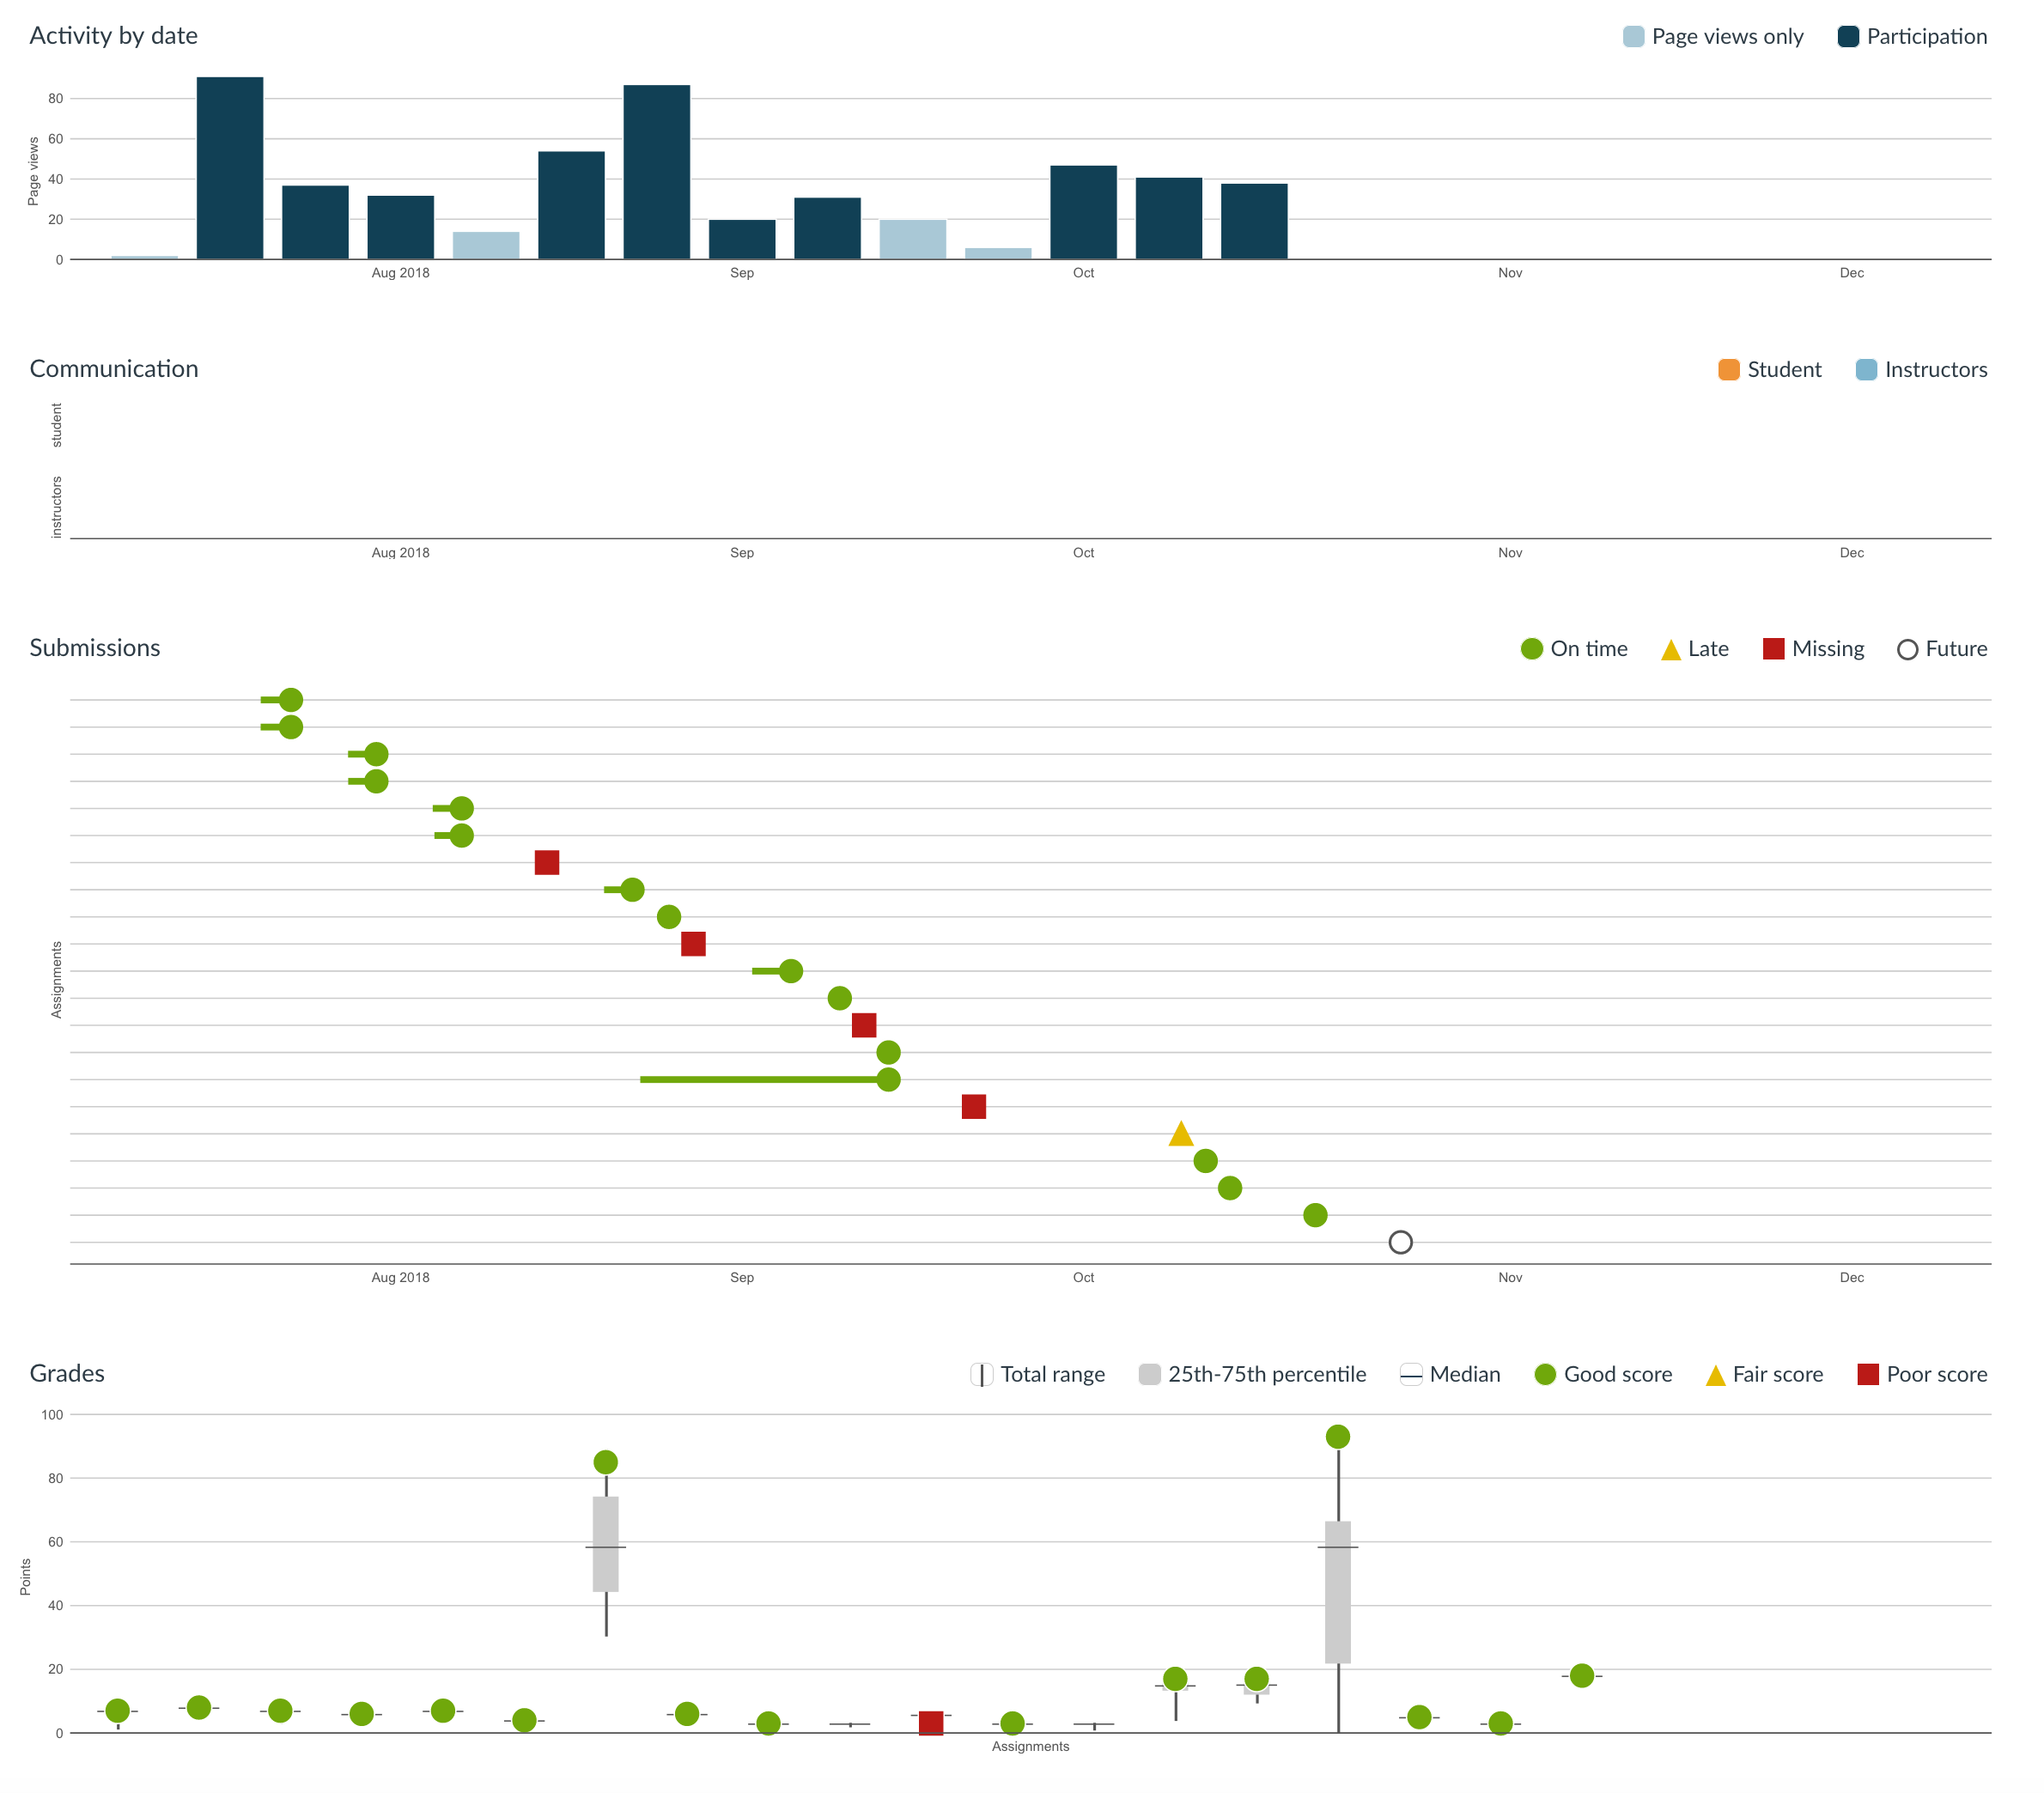 Activity by date
Page views only Participation
80
60
40
20
0
Page views
Aug 2018 Sep Oct Nov Dec
Communication
Student Instructors
student
instructors
Aug 2018 Sep Oct Nov Dec
Submissions
On time Late Missing Future
Assignments
Aug 2018 Sep Oct Nov Dec
Grades
Total range 25th-75th percentile Median Good score Fair score Poor score
100
80
60
40
20
0
Points
Assignments